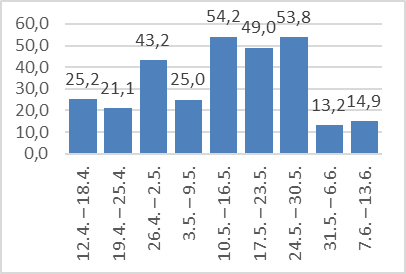 60,0
50,0
40,0
30,0
20,0
10,0
0,0
25,2
21,1
43,2
25,0
54,2
49,0
53,8
13,2
14,9
12.4. – 18.4.
19.4. – 25.4.
26.4. – 2.5.
3.5. – 9.5.
10.5. – 16.5.
17.5. – 23.5.
24.5. – 30.5.
31.5. – 6.6.
7.6. – 13.6.